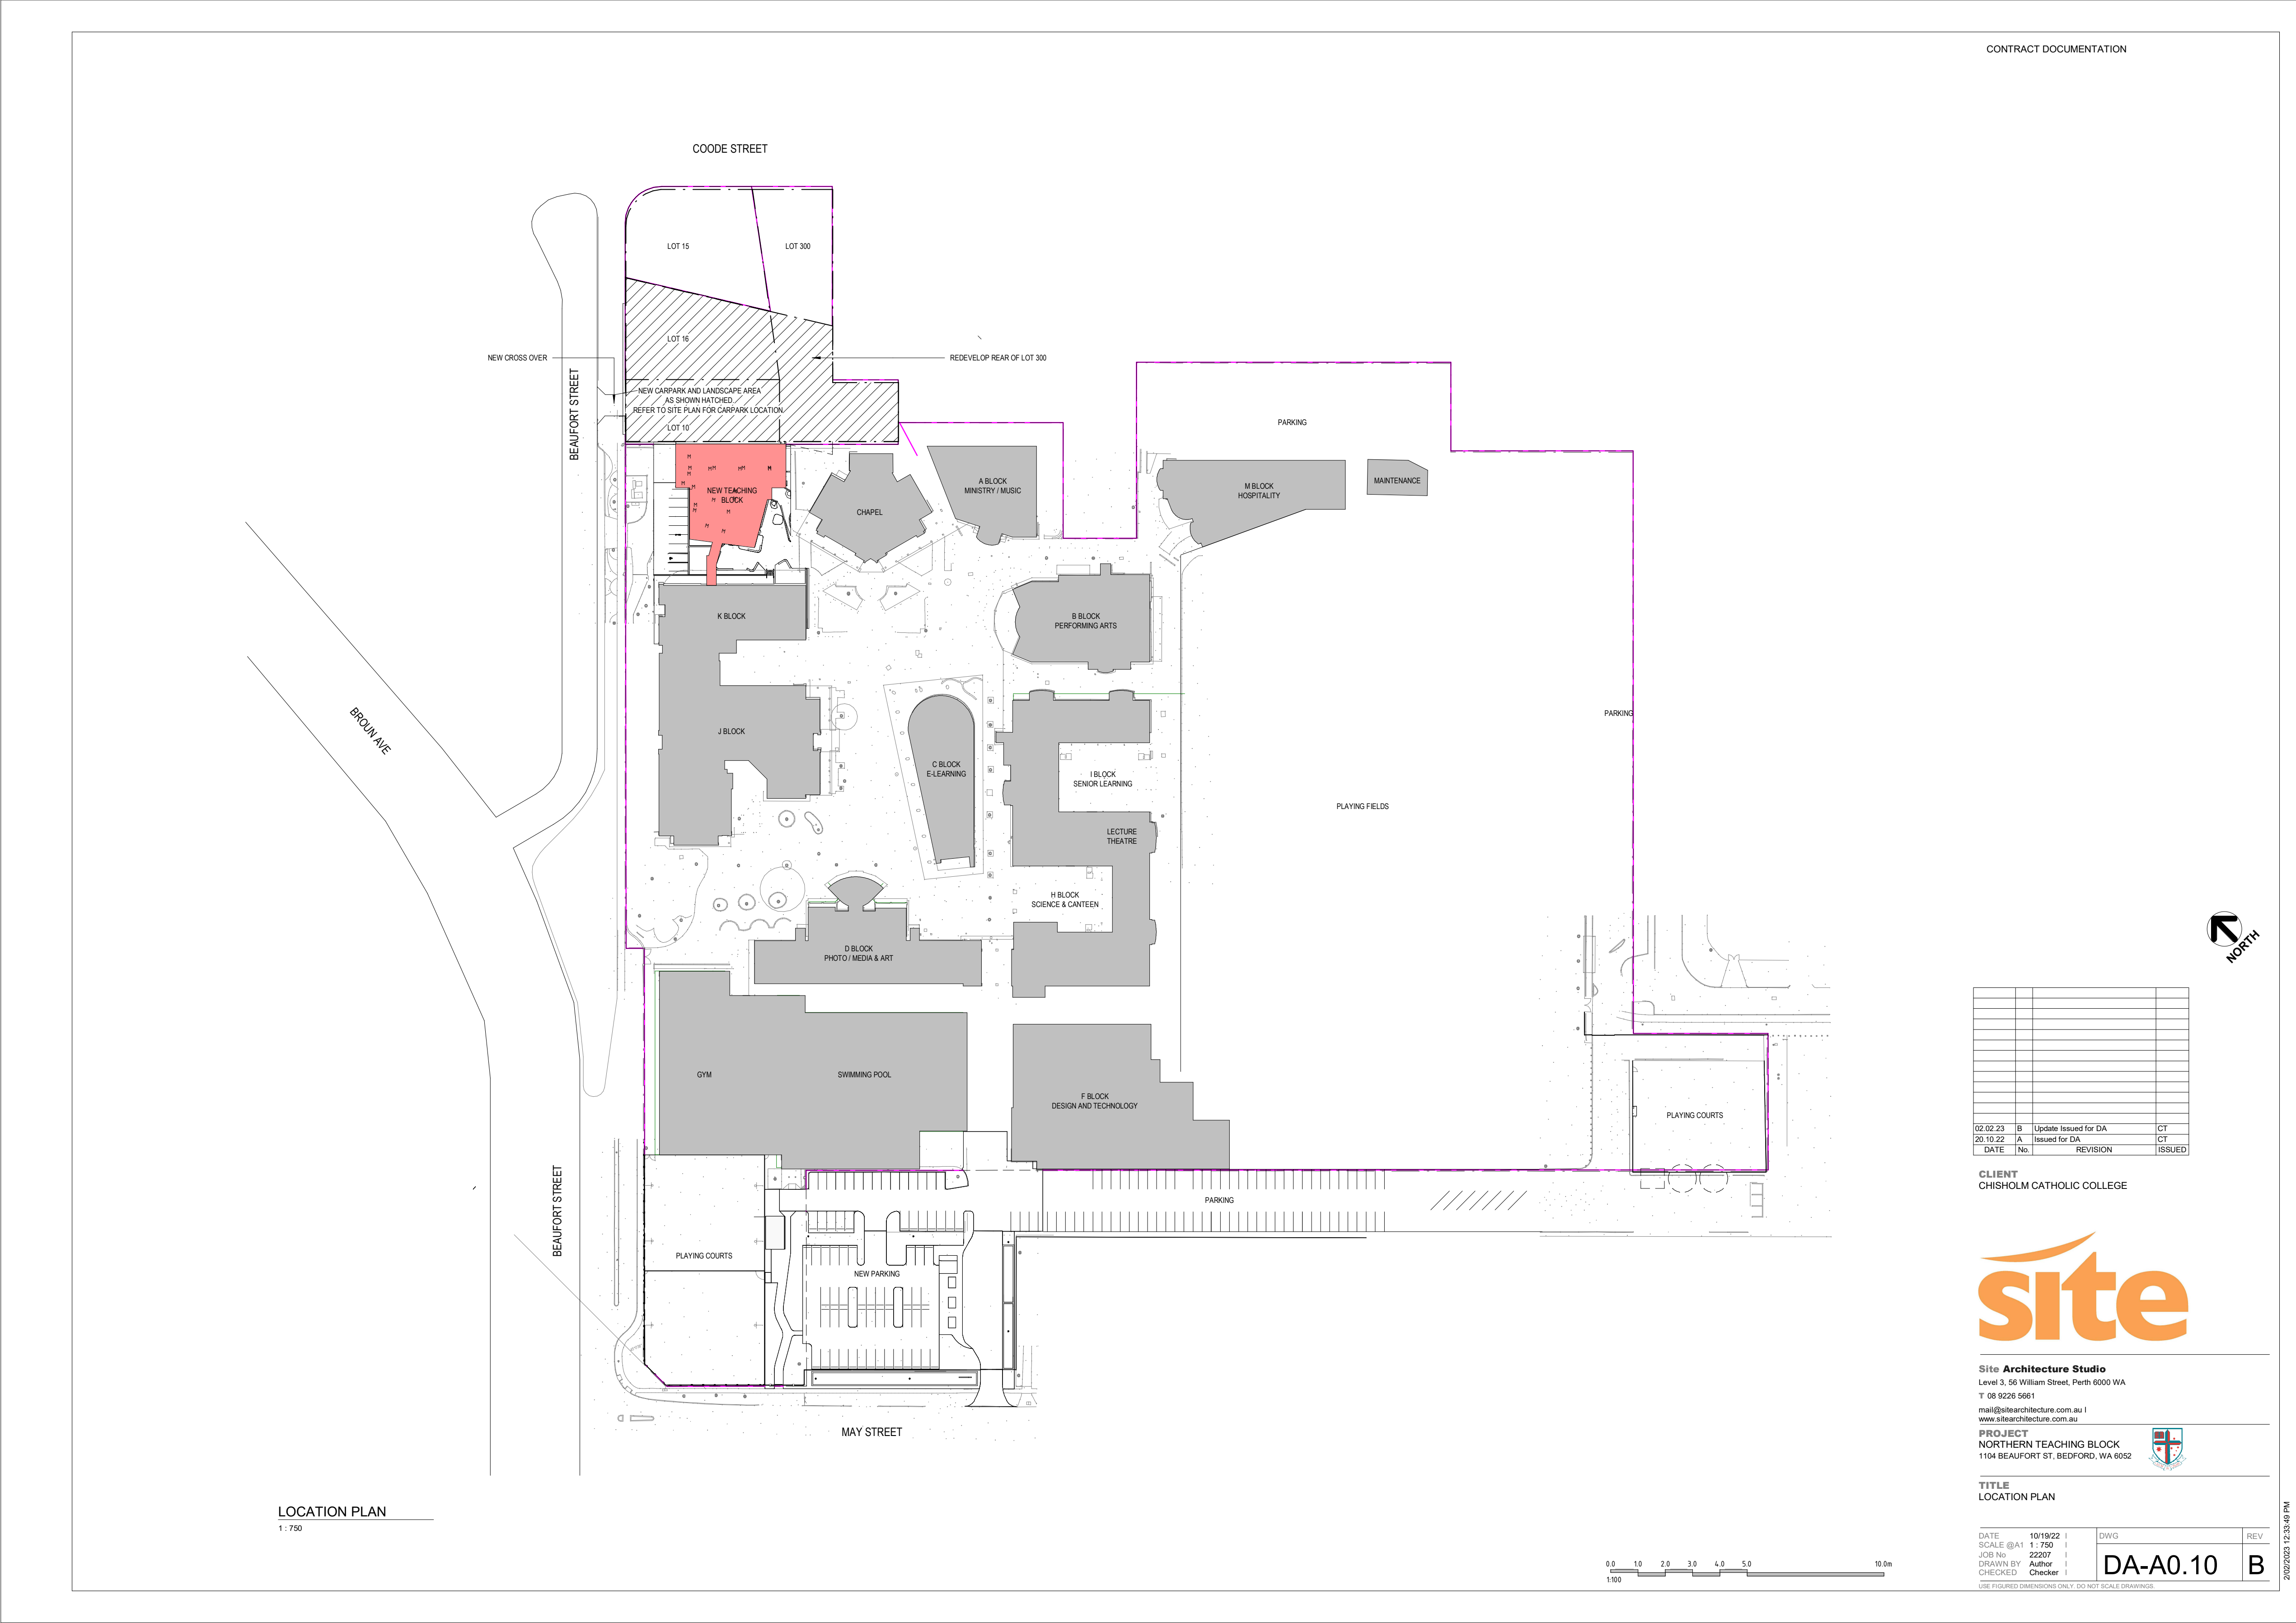 CONTRACT DOCUMENTATION
COODE STREET
LOT 15
LOT 300
LOT 16
NEW CROSS OVER
REDEVELOP REAR OF LOT 300
BEAUFORT STREET
NEW CARPARK AND LANDSCAPE AREA
AS SHOWN HATCHED.
REFER TO SITE PLAN FOR CARPARK LOCATION.
LOT 10
PARKING
NEW TEACHING
BLOCK
CHAPEL
A BLOCK
MINISTRY / MUSIC
M BLOCK
HOSPITALITY
MAINTENANCE
K BLOCK
B BLOCK
PERFORMING ARTS
BROUN AVE
J BLOCK
C BLOCK
E-LEARNING
I BLOCK
SENIOR LEARNING
PARKING
PLAYING FIELDS
LECTURE
THEATRE
H BLOCK
SCIENCE & CANTEEN
D BLOCK
PHOTO / MEDIA & ART
NORTH
GYM
SWIMMING POOL
F BLOCK
DESIGN AND TECHNOLOGY
PLAYING COURTS
PARKING
BEAUFORT STREET
PLAYING COURTS
NEW PARKING
MAY STREET
LOCATION PLAN
1 : 750
0.0 1.0 2.0 3.0 4.0 5.0 10.0m
1:100
02.02.23 B Update Issued for DA CT
20.10.22 A Issued for DA CT
DATE No. REVISION ISSUED
CLIENT
CHISHOLM CATHOLIC COLLEGE
site
Site Architecture Studio
Level 3, 56 William Street, Perth 6000 WA
T 08 9226 5661
mail@sitearchitecture.com.au I
www.sitearchitecture.com.au
PROJECT
NORTHERN TEACHING BLOCK
1104 BEAUFORT ST, BEDFORD, WA 6052
TITLE
LOCATION PLAN
DATE 10/19/22 I
SCALE @A1 1 : 750 I
JOB No 22207 I
DRAWN BY Author I
CHECKED Checker I
DWG
DA-A0.10
REV
B
USE FIGURED DIMENSIONS ONLY. DO NOT SCALE DRAWINGS.
2/02/2023 12:33:49 PM